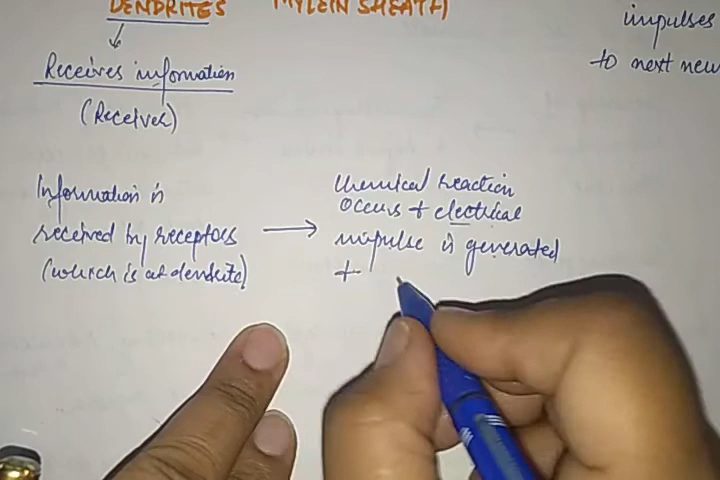 DENDRITES
MYLEIN SHEATH)
impulses
to next neu
Receives information
(Receiver)
Information is
received by receptors
(which is at dendrite)
→
Chemical reaction
occurs + electrical
impulse is generated
+